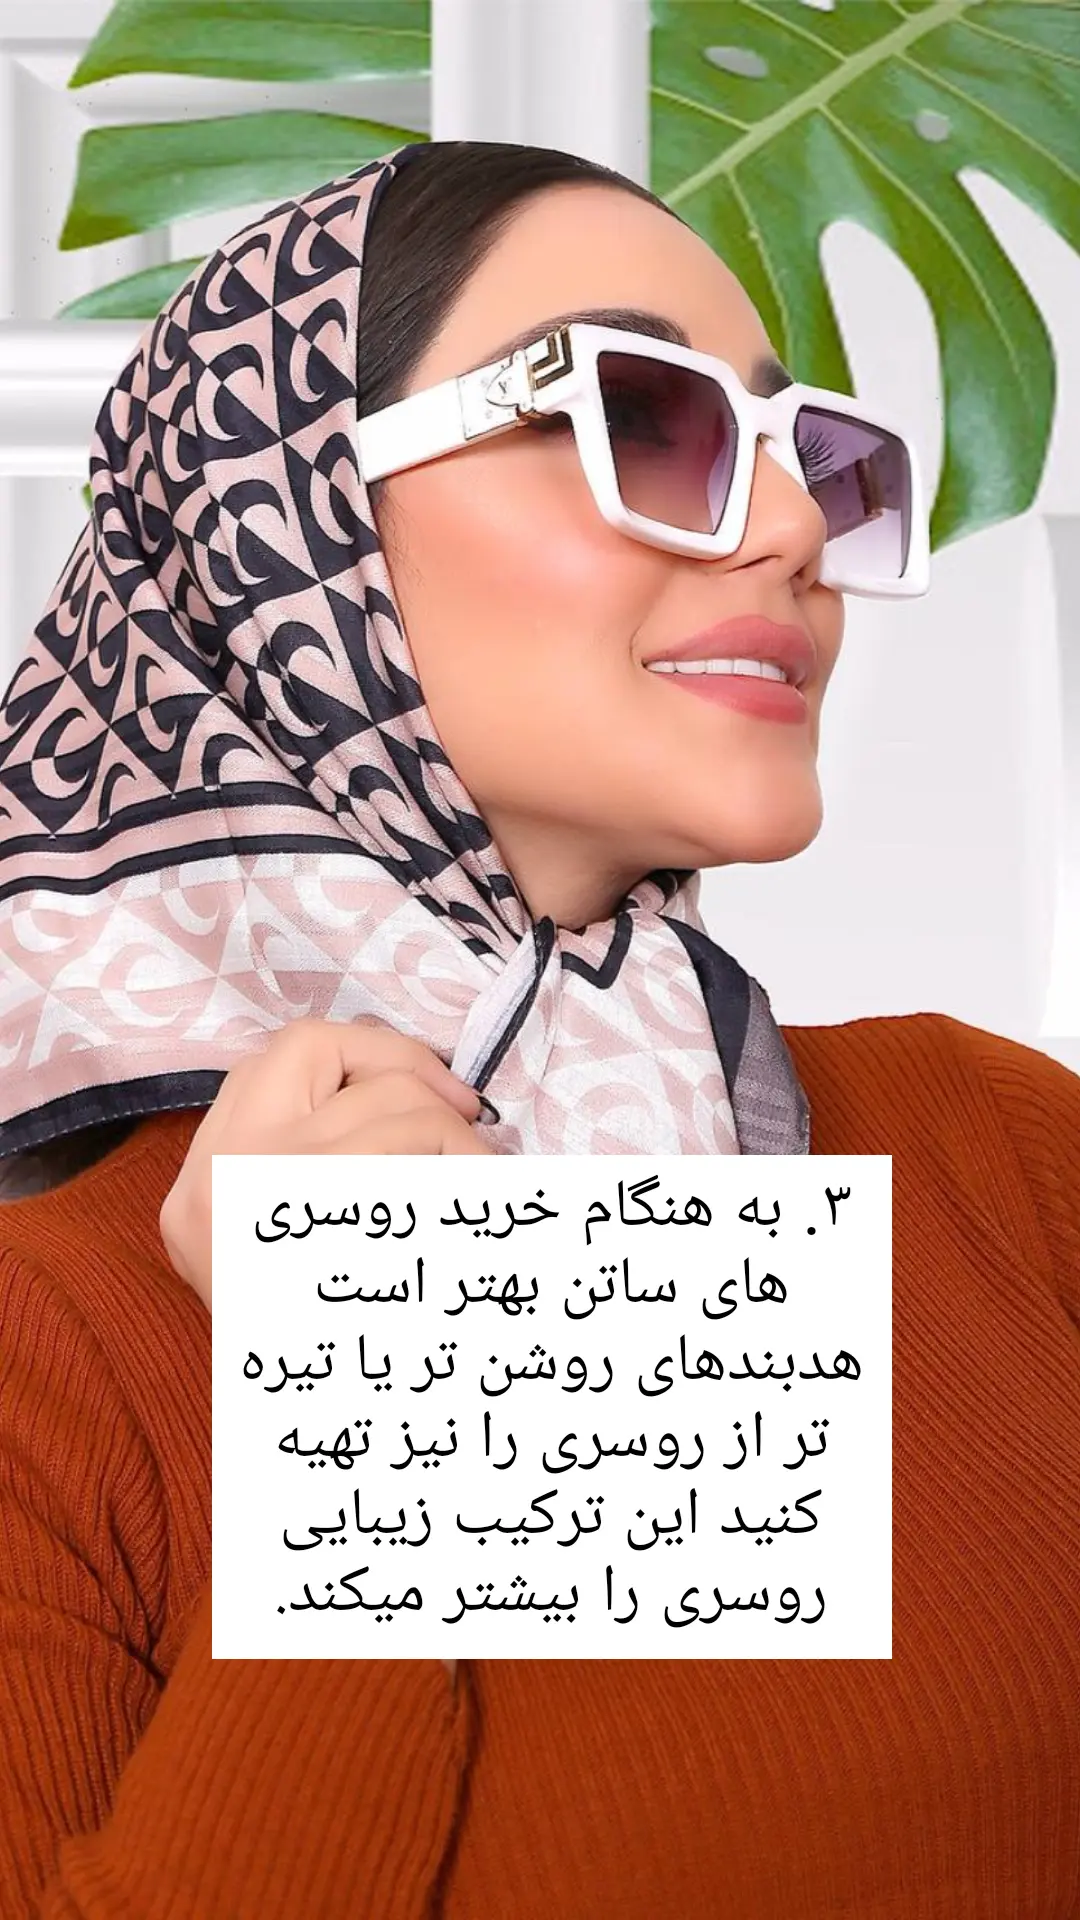 ۳. به هنگام خرید روسری
های ساتن بهتر است
هدبندهای روشن تر یا تیره
تر از روسری را نیز تهیه
کنید این ترکیب زیبایی
روسری را بیشتر میکند.